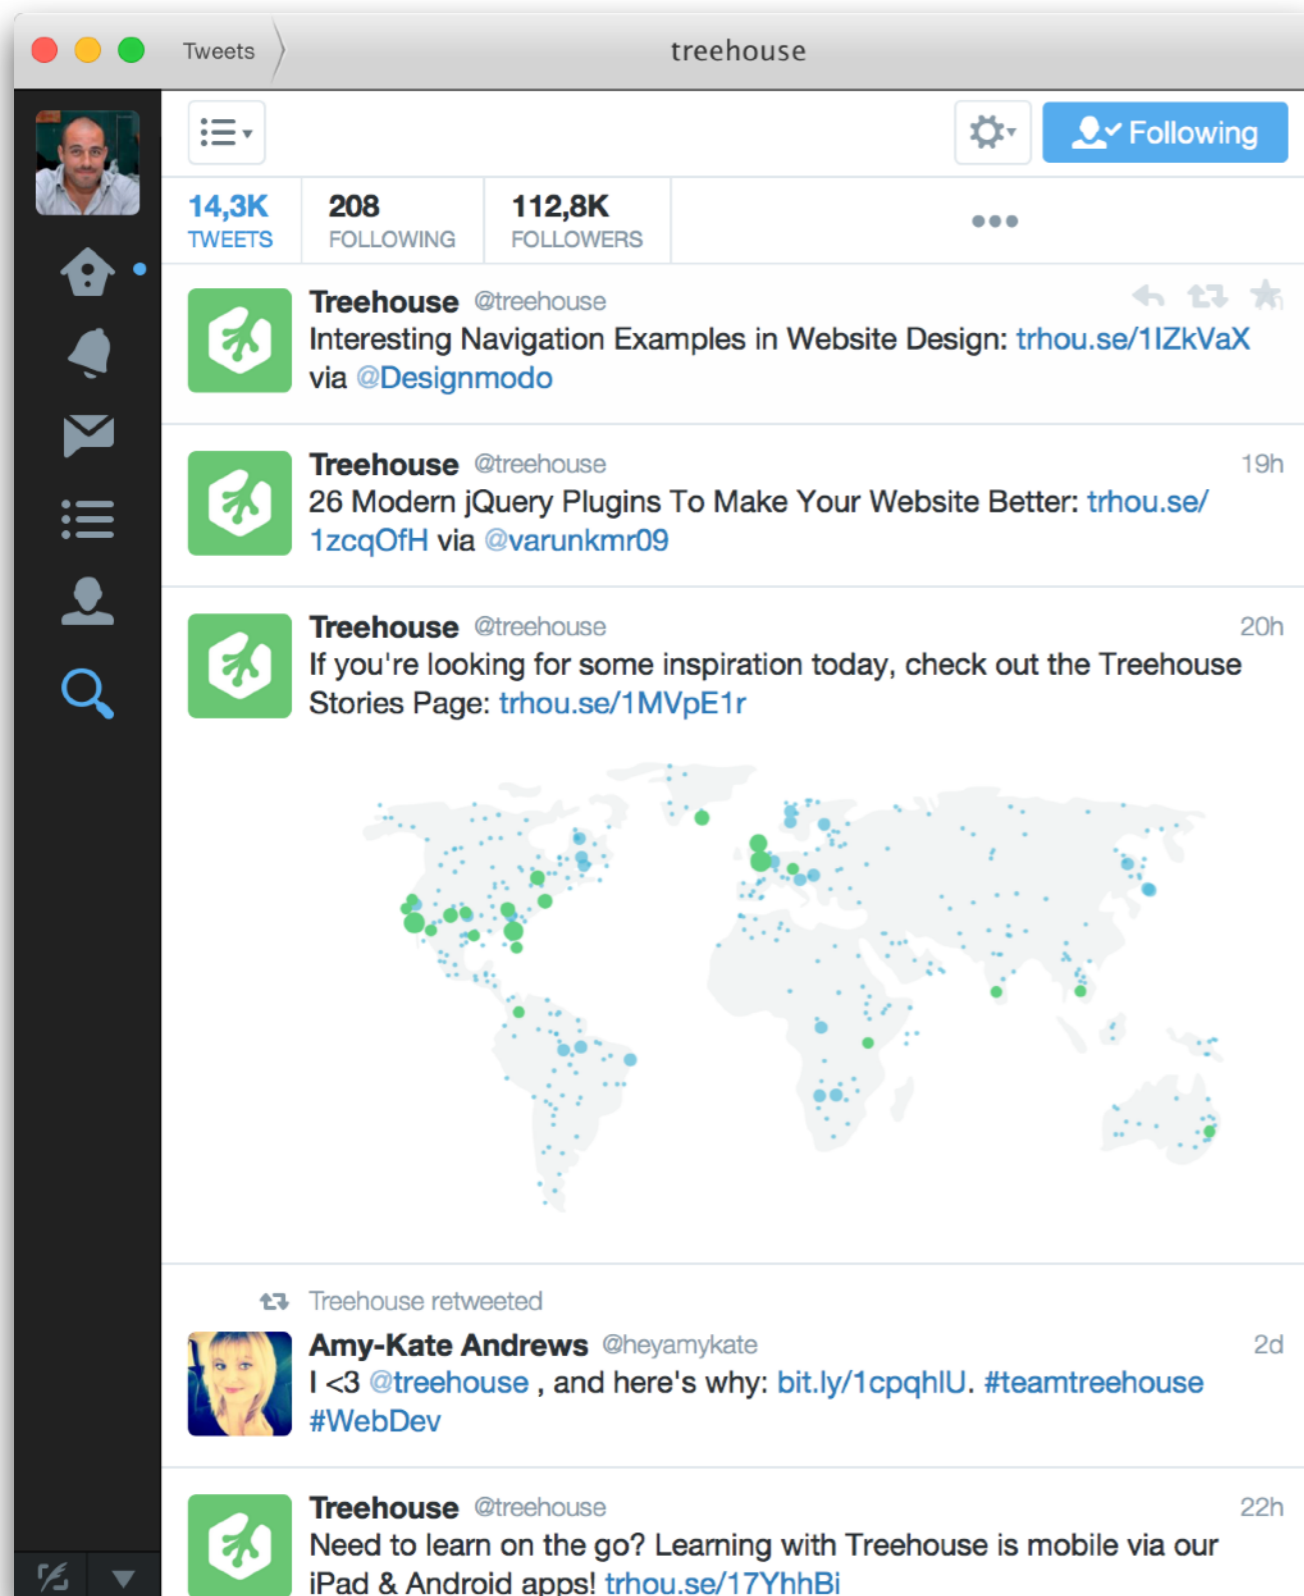 Tweets
treehouse
Following
14,3K
TWEETS
208
FOLLOWING
112,8K
FOLLOWERS
Treehouse @treehouse
Interesting Navigation Examples in Website Design: trhou.se/1IZkVaX
via @Designmodo
Treehouse @treehouse 19h
26 Modern jQuery Plugins To Make Your Website Better: trhou.se/
1zcqOfH via @varunkmr09
Treehouse @treehouse 20h
If you're looking for some inspiration today, check out the Treehouse
Stories Page: trhou.se/1MVpE1r
Treehouse retweeted
Amy-Kate Andrews @heyamykate 2d
I <3 @treehouse , and here's why: bit.ly/1cpqhlU. #teamtreehouse
#WebDev
Treehouse @treehouse 22h
Need to learn on the go? Learning with Treehouse is mobile via our
iPad & Android apps! trhou.se/17YhhBi